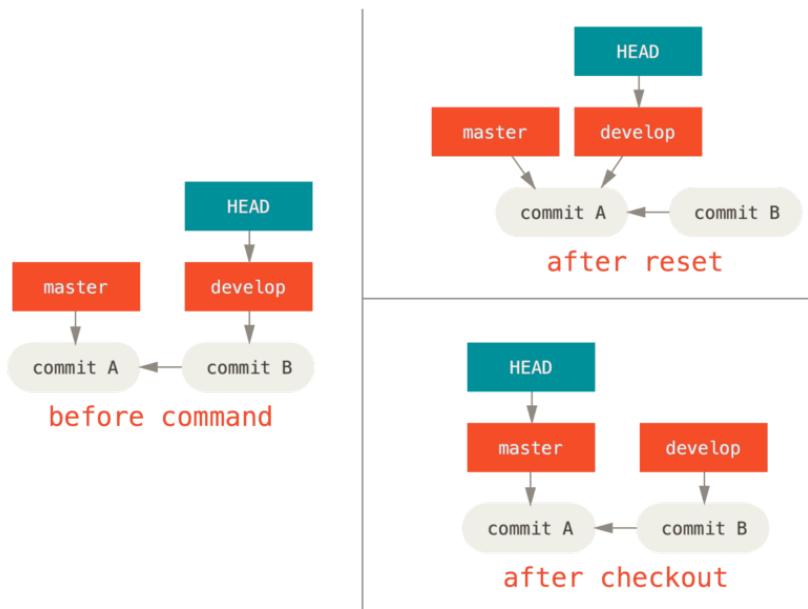 HEAD
master develop
commit A commit B
before command
HEAD
master develop
commit A commit B
after reset
HEAD
master develop
commit A commit B
after checkout